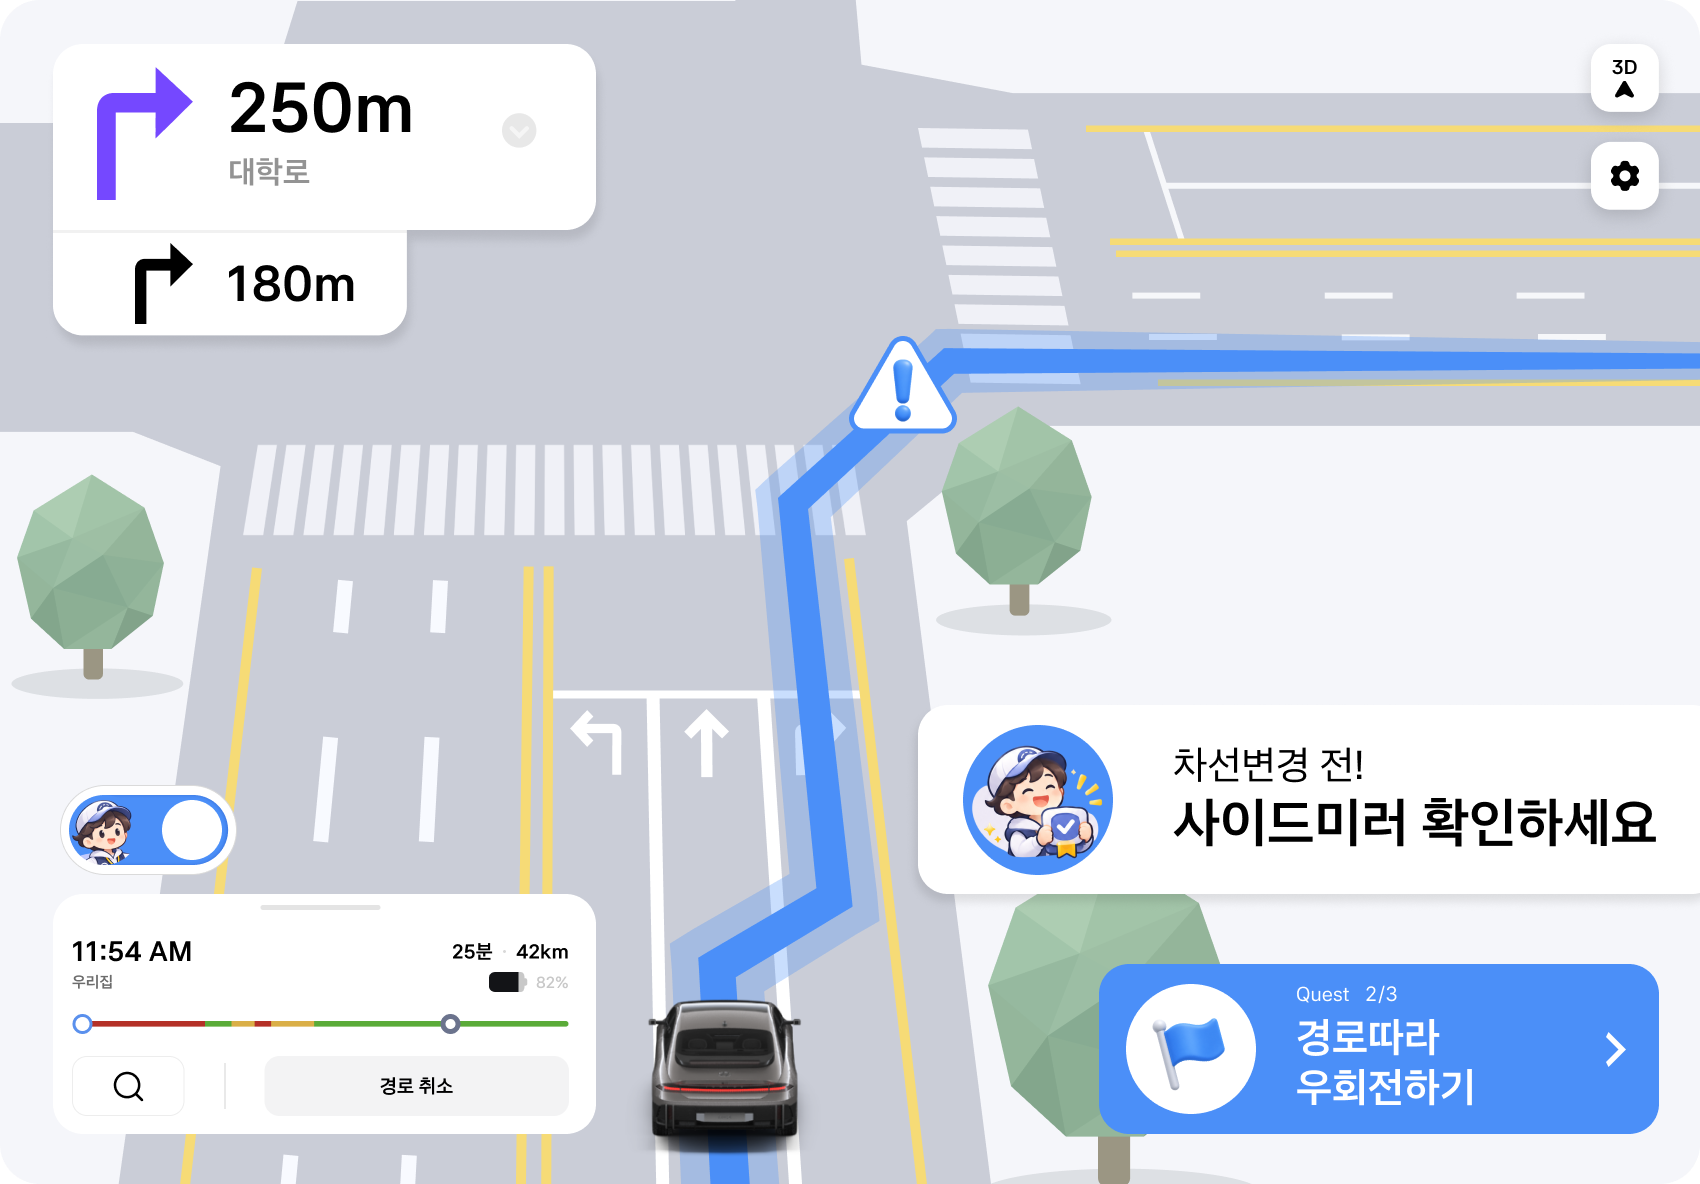 250m
대학로
180m
3D
차선변경 전!
사이드미러 확인하세요
11:54 AM
25분 · 42km
우리집
82%
경로 취소
Quest 2/3
경로따라
우회전하기